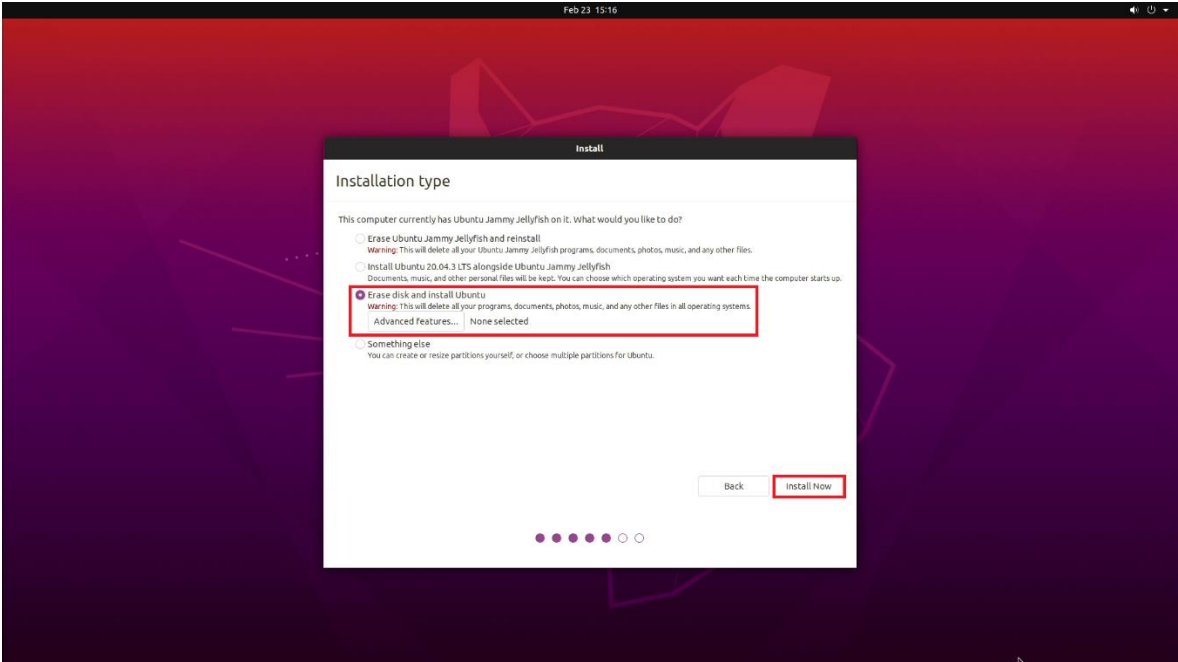 Feb 23 15:16
Install
Installation type
This computer currently has Ubuntu Jammy Jellyfish on it. What would you like to do?
Erase Ubuntu Jammy Jellyfish and reinstall
Warning: This will delete all your Ubuntu Jammy Jellyfish programs, documents, photos, music, and any other files.
Install Ubuntu 20.04.3 LTS alongside Ubuntu Jammy Jellyfish
Documents, music, and other personal files will be kept. You can choose which operating system you want each time the computer starts up.
Erase disk and install Ubuntu
Warning: This will delete all your programs, documents, photos, music, and any other files in all operating systems.
Advanced features... None selected
Something else
You can create or resize partitions yourself, or choose multiple partitions for Ubuntu.
Back Install Now